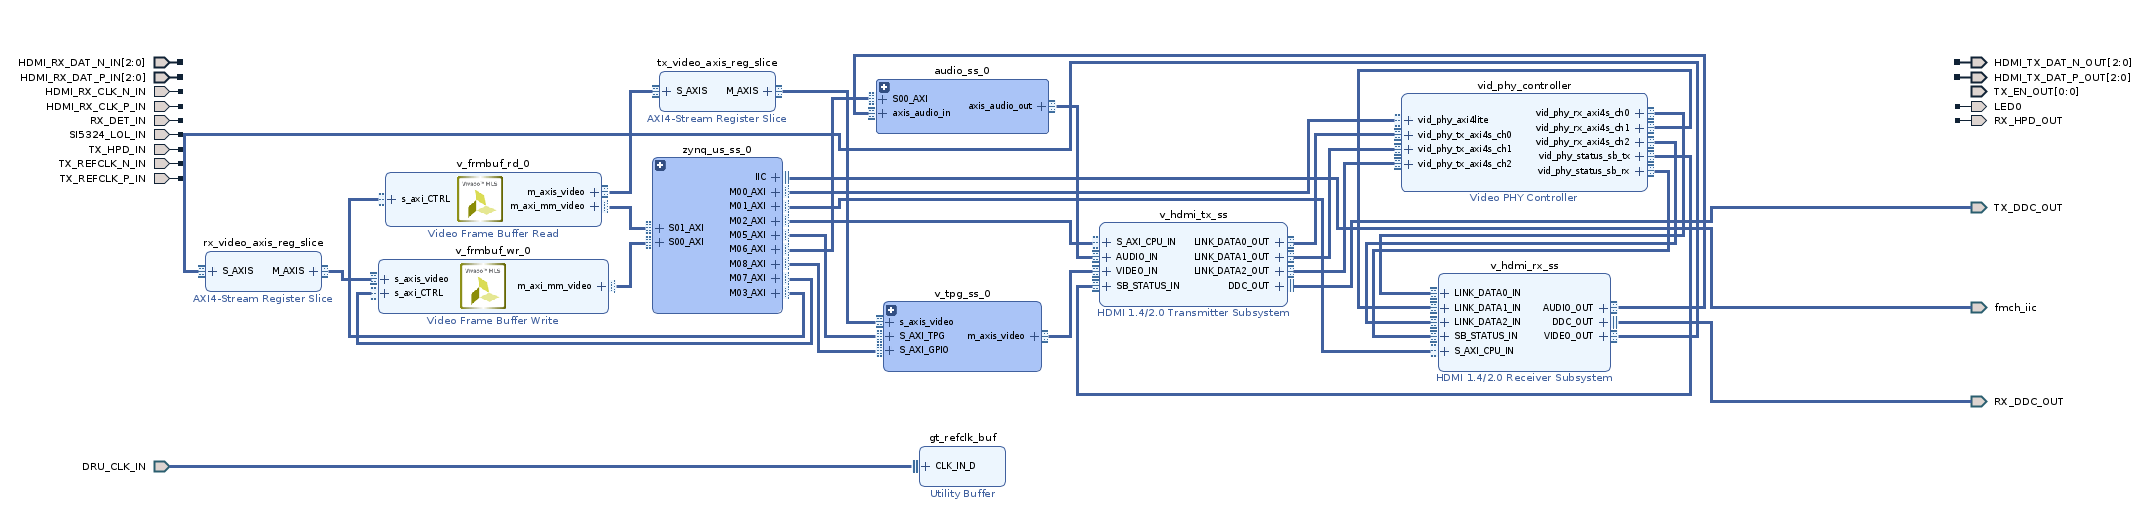 HDMI_RX_DAT_N_IN[2:0]
HDMI_RX_DAT_P_IN[2:0]
HDMI_RX_CLK_N_IN
HDMI_RX_CLK_P_IN
RX_DET_IN
SI5324_LOL_IN
TX_HPD_IN
TX_REFCLK_N_IN
TX_REFCLK_P_IN
DRU_CLK_IN
rx_video_axis_reg_slice
S_AXIS M_AXIS
AXI4-Stream Register Slice
v_frmbuf_rd_0
s_axi_CTRL
Vivado™ HLS
m_axis_video
m_axi_mm_video
Video Frame Buffer Read
v_frmbuf_wr_0
s_axis_video
s_axi_CTRL
Vivado™ HLS
m_axi_mm_video
Video Frame Buffer Write
tx_video_axis_reg_slice
S_AXIS M_AXIS
AXI4-Stream Register Slice
zynq_us_ss_0
S01_AXI
S00_AXI
IIC
M00_AXI
M01_AXI
M02_AXI
M05_AXI
M06_AXI
M08_AXI
M07_AXI
M03_AXI
audio_ss_0
S00_AXI
axis_audio_in
axis_audio_out
v_tpg_ss_0
s_axis_video
S_AXI_TPG
S_AXI_GPIO
m_axis_video
gt_refclk_buf
CLK_IN_D
Utility Buffer
v_hdmi_tx_ss
S_AXI_CPU_IN
AUDIO_IN
VIDEO_IN
SB_STATUS_IN
LINK_DATA0_OUT
LINK_DATA1_OUT
LINK_DATA2_OUT
DDC_OUT
HDMI 1.4/2.0 Transmitter Subsystem
vid_phy_controller
vid_phy_axi4lite
vid_phy_tx_axi4s_ch0
vid_phy_tx_axi4s_ch1
vid_phy_tx_axi4s_ch2
vid_phy_rx_axi4s_ch0
vid_phy_rx_axi4s_ch1
vid_phy_rx_axi4s_ch2
vid_phy_status_sb_tx
vid_phy_status_sb_rx
Video PHY Controller
v_hdmi_rx_ss
LINK_DATA0_IN
LINK_DATA1_IN
LINK_DATA2_IN
SB_STATUS_IN
S_AXI_CPU_IN
AUDIO_OUT
DDC_OUT
VIDEO_OUT
HDMI 1.4/2.0 Receiver Subsystem
HDMI_TX_DAT_N_OUT[2:0]
HDMI_TX_DAT_P_OUT[2:0]
TX_EN_OUT[0:0]
LED0
RX_HPD_OUT
TX_DDC_OUT
fmch_iic
RX_DDC_OUT